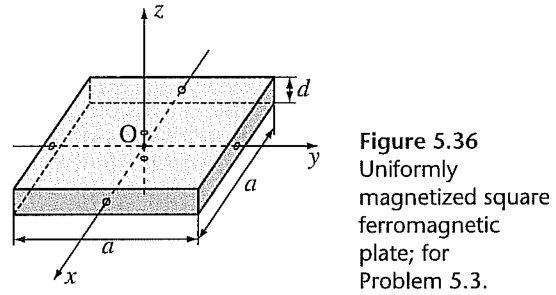 z
d
O
y
a
a
x
Figure 5.36
Uniformly
magnetized square
ferromagnetic
plate; for
Problem 5.3.